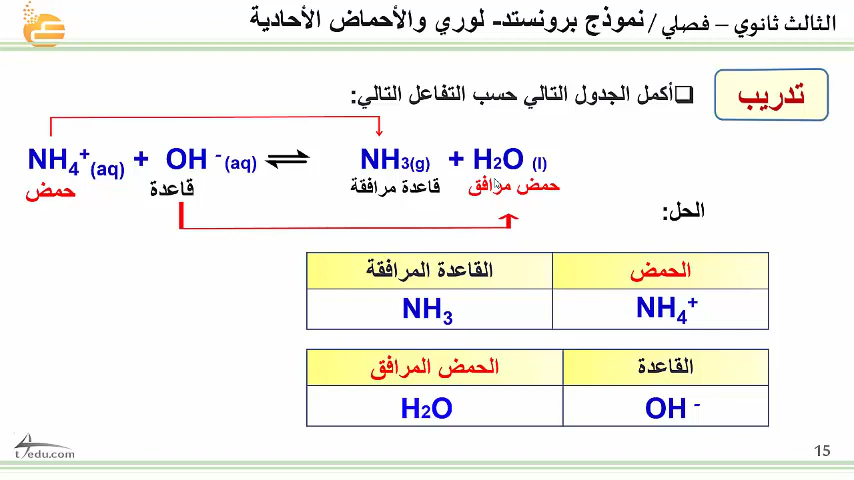 الثالث ثانوي – فصلي / نموذج برونستد- لوري والأحماض الأحادية
تدريب
أكمل الجدول التالي حسب التفاعل التالي:
NH₄⁺(aq) + OH ⁻(aq) ⇌ NH₃(g) + H₂O (l)
حمض قاعدة قاعدة مرافقة حمض مرافق
الحل:
الحمض القاعدة المرافقة
NH₄⁺ NH₃
القاعدة الحمض المرافق
OH ⁻ H₂O
t4edu.com
15